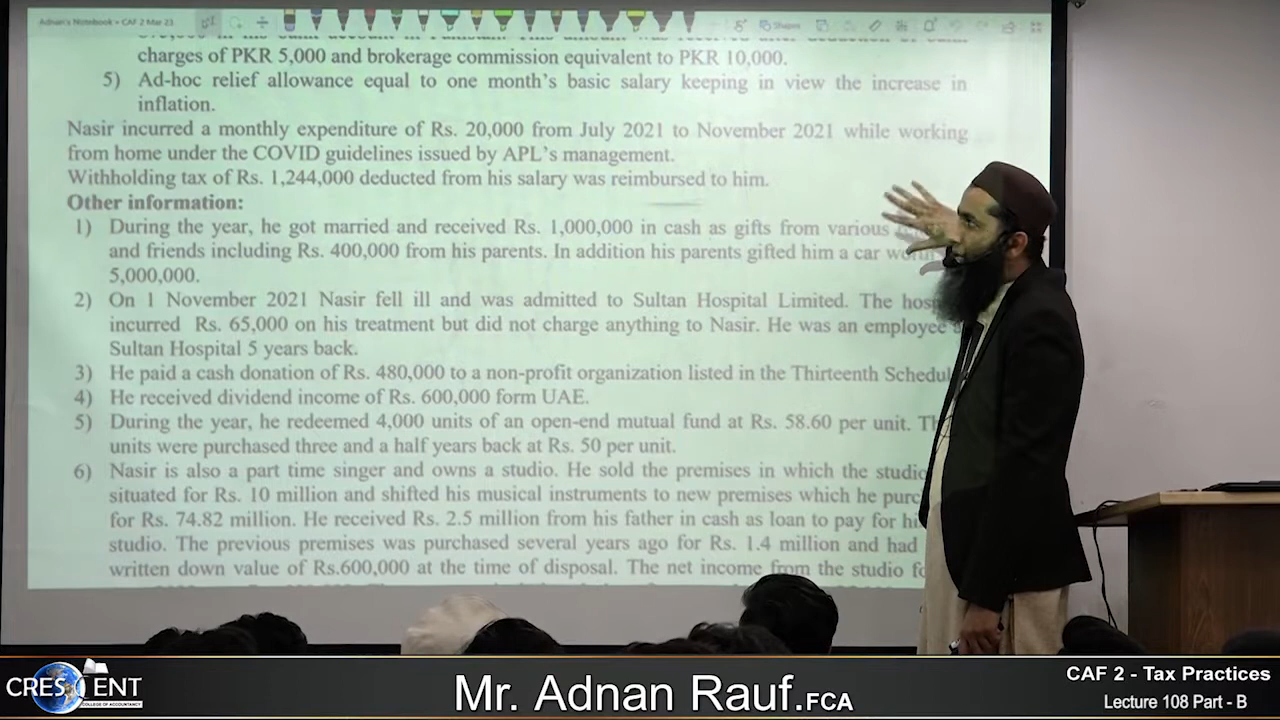 Adnan's Notebook » CAF 2 Mar 23
Shapes
charges of PKR 5,000 and brokerage commission equivalent to PKR 10,000.
5) Ad-hoc relief allowance equal to one month's basic salary keeping in view the increase in
inflation.
Nasir incurred a monthly expenditure of Rs. 20,000 from July 2021 to November 2021 while working
from home under the COVID guidelines issued by APL's management.
Withholding tax of Rs. 1,244,000 deducted from his salary was reimbursed to him.
Other information:
1) During the year, he got married and received Rs. 1,000,000 in cash as gifts from various
and friends including Rs. 400,000 from his parents. In addition his parents gifted him a car
5,000,000.
2) On 1 November 2021 Nasir fell ill and was admitted to Sultan Hospital Limited. The
incurred Rs. 65,000 on his treatment but did not charge anything to Nasir. He was an employee
Sultan Hospital 5 years back.
3) He paid a cash donation of Rs. 480,000 to a non-profit organization listed in the Thirteenth
4) He received dividend income of Rs. 600,000 form UAE.
5) During the year, he redeemed 4,000 units of an open-end mutual fund at Rs. 58.60 per unit.
units were purchased three and a half years back at Rs. 50 per unit.
6) Nasir is also a part time singer and owns a studio. He sold the premises in which the studio
situated for Rs. 10 million and shifted his musical instruments to new premises which he
for Rs. 74.82 million. He received Rs. 2.5 million from his father in cash as loan to pay for
studio. The previous premises was purchased several years ago for Rs. 1.4 million and had
written down value of Rs.600,000 at the time of disposal. The net income from the studio
CRESCENT
COLLEGE OF ACCOUNTANCY
Mr. Adnan Rauf.FCA
CAF 2 - Tax Practices
Lecture 108 Part - B